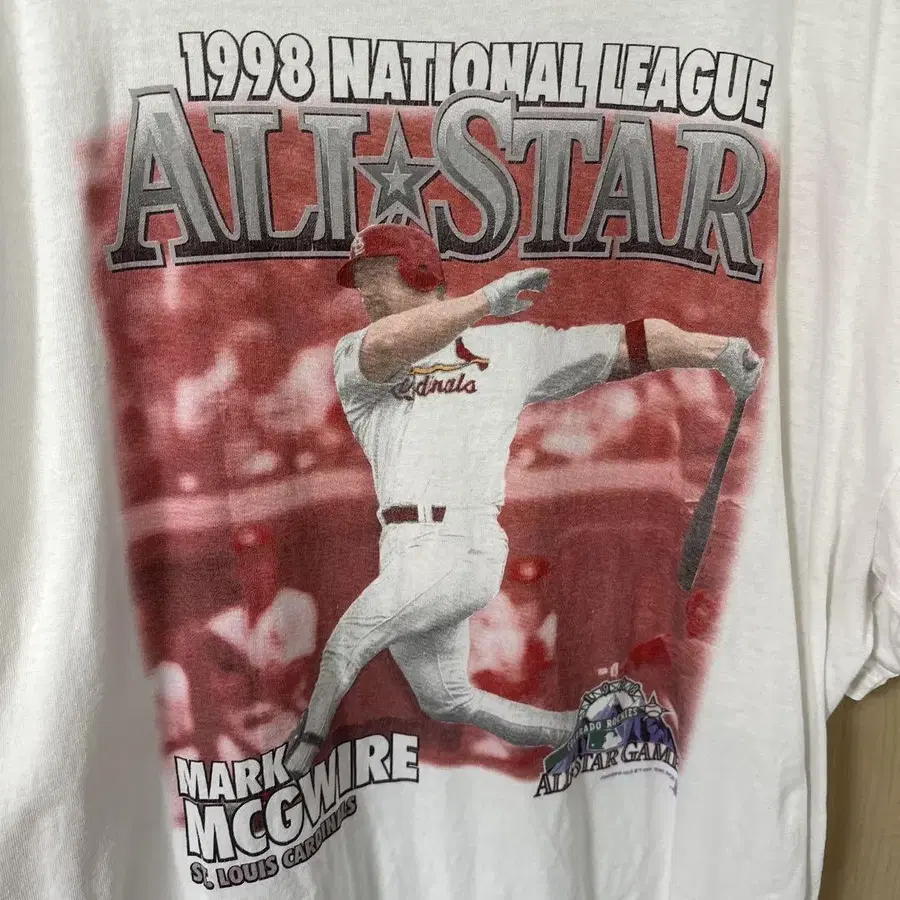 1998 NATIONAL LEAGUE
ALL STAR
Cardinals
MARK
MCGWIRE
ST. LOUIS CARDINALS
COLORADO ROCKIES
ALL STAR GAME